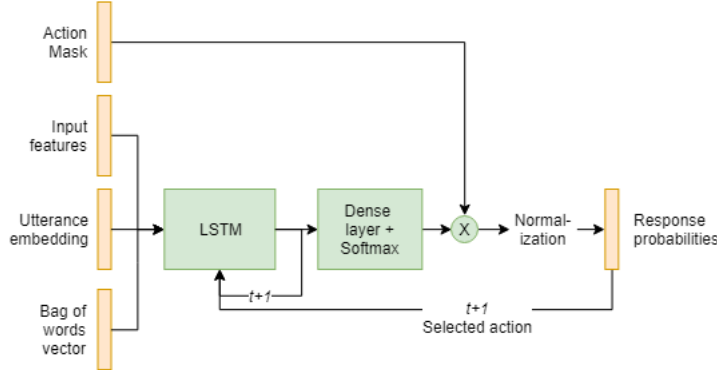 Action
Mask
Input
features
Utterance
embedding
LSTM
Dense
layer +
Softmax
X
Normal-
ization
Response
probabilities
t+1
t+1
Selected action
Bag of
words
vector